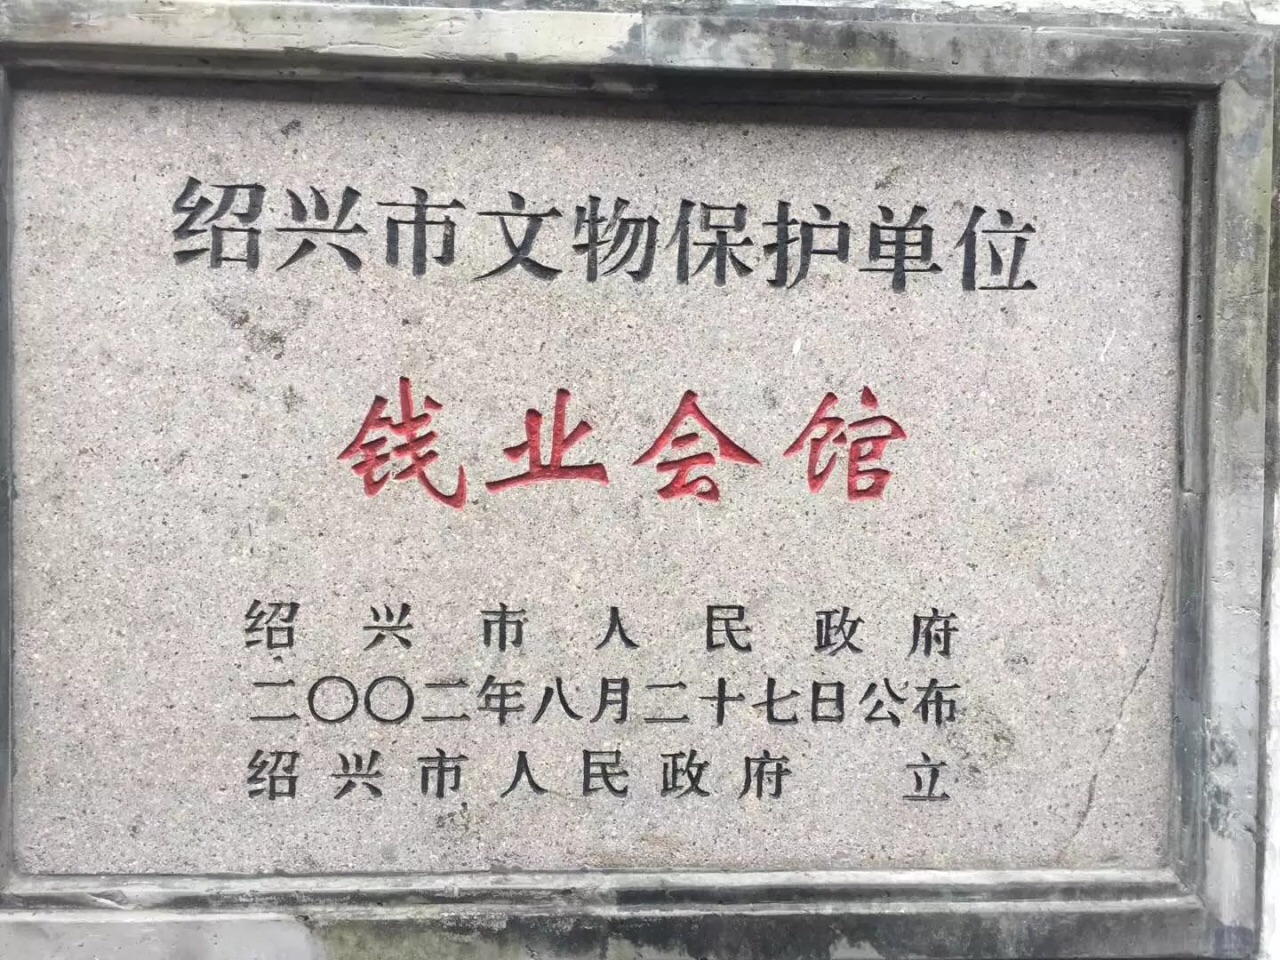 绍兴市文物保护单位
钱业会馆
绍兴市人民政府
二〇〇二年八月二十七日公布
绍兴市人民政府 立